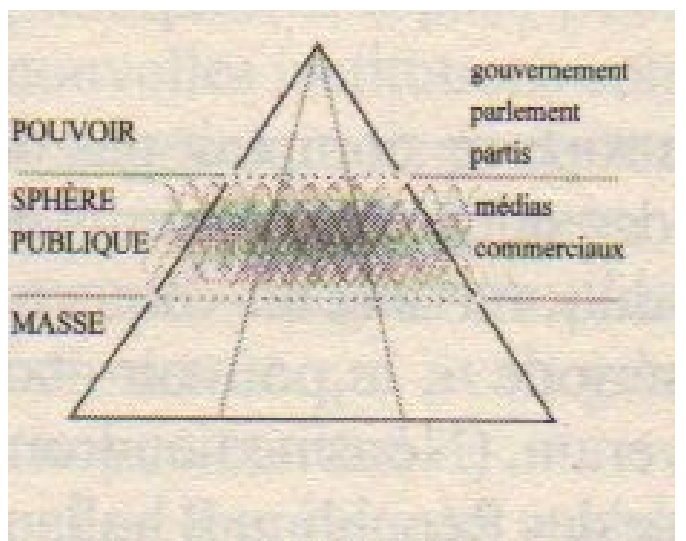 gouvernement
parlement
partis
POUVOIR
SPHÈRE
PUBLIQUE
médias
commerciaux
MASSE